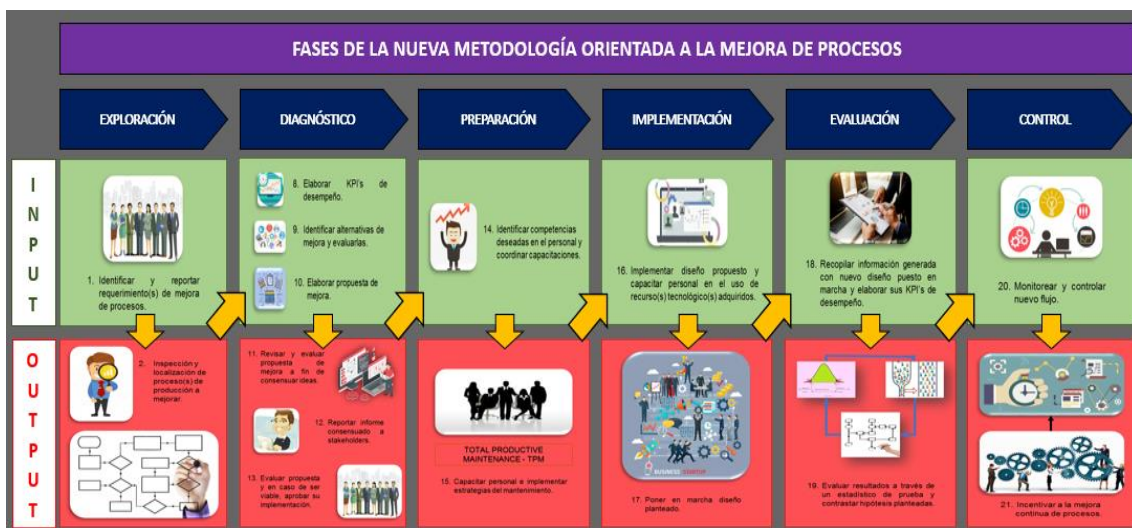 FASES DE LA NUEVA METODOLOGÍA ORIENTADA A LA MEJORA DE PROCESOS
EXPLORACIÓN
DIAGNÓSTICO
PREPARACIÓN
IMPLEMENTACIÓN
EVALUACIÓN
CONTROL
INPUT
1. Identificar y reportar
requerimiento(s) de mejora
de procesos.
8. Elaborar KPI's de
desempeño.
9. Identificar alternativas de
mejora y evaluarlas.
10. Elaborar propuesta de
mejora.
14. Identificar competencias
deseadas en el personal y
coordinar capacitaciones.
16. Implementar diseño propuesto y
capacitar personal en el uso de
recurso(s) tecnológico(s) adquiridos.
18. Recopilar información generada
con nuevo diseño puesto en
marcha y elaborar sus KPI's de
desempeño.
20. Monitorear y controlar
nuevo flujo.
OUTPUT
2. Inspección y
localización de
proceso(s) de
producción a
mejorar.
11. Revisar y evaluar
propuesta de
mejora a fin de
consensuar ideas.
12. Reportar informe
consensuado a
stakeholders.
13. Evaluar propuesta y
en caso de ser
viable, aprobar su
implementación.
TOTAL PRODUCTIVE
MAINTENANCE - TPM
15. Capacitar personal e implementar
estrategias del mantenimiento.
BUSINESS STARTUP
17. Poner en marcha diseño
planteado.
19. Evaluar resultados a través de
un estadístico de prueba y
contrastar hipótesis planteadas.
21. Incentivar a la mejora
continua de procesos.